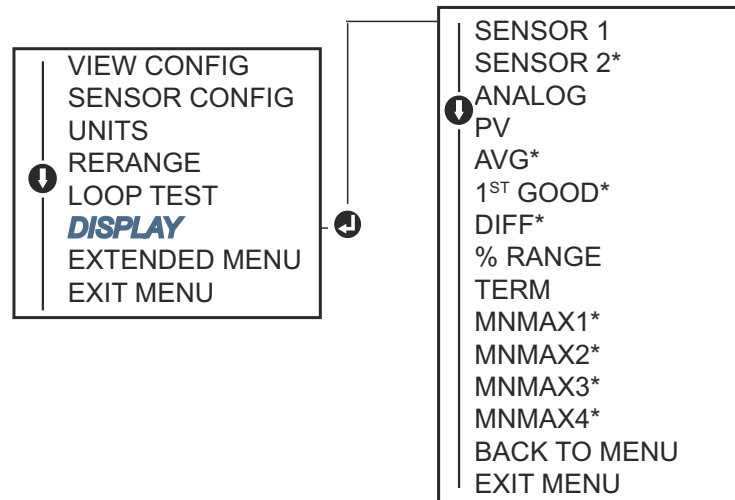 VIEW CONFIG
SENSOR CONFIG
UNITS
RERANGE
LOOP TEST
DISPLAY
EXTENDED MENU
EXIT MENU
SENSOR 1
SENSOR 2*
ANALOG
PV
AVG*
1ST GOOD*
DIFF*
% RANGE
TERM
MNMAX1*
MNMAX2*
MNMAX3*
MNMAX4*
BACK TO MENU
EXIT MENU